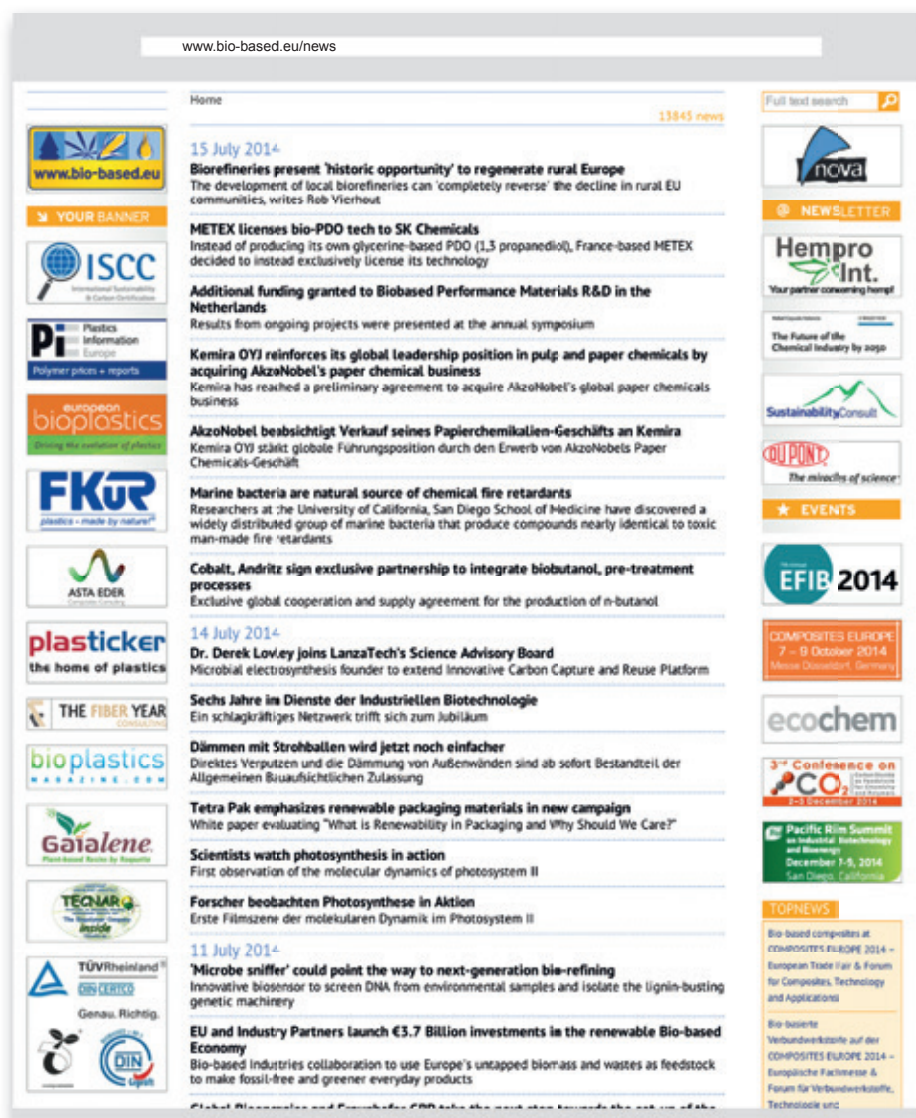 www.bio-based.eu/news
Home
13845 news
www.bio-based.eu
YOUR BANNER
ISCC
International Sustainability
& Carbon Certification
Pi
Plastics
Information
Europe
Polymer prices + reports
european
bioplastics
Driving the evolution of plastics
FKuR
plastics - made by nature!®
ASTA EDER
plasticker
the home of plastics
THE FIBER YEAR
CONSULTING
bioplastics
MAGAZINE.COM
Gaialene®
Plant-based Resins by Roquette
TECNARO
inside
TÜVRheinland®
DIN CERTCO
Genau. Richtig.
DIN
Geprüft
15 July 2014
Biorefineries present 'historic opportunity' to regenerate rural Europe
The development of local biorefineries can 'completely reverse' the decline in rural EU
communities, writes Rob Vierhout
METEX licenses bio-PDO tech to SK Chemicals
Instead of producing its own glycerine-based PDO (1,3 propanediol), France-based METEX
decided to instead exclusively license its technology
Additional funding granted to Biobased Performance Materials R&D in the
Netherlands
Results from ongoing projects were presented at the annual symposium
Kemira OYJ reinforces its global leadership position in pulp and paper chemicals by
acquiring AkzoNobel's paper chemical business
Kemira has reached a preliminary agreement to acquire AkzoNobel's global paper chemicals
business
AkzoNobel beabsichtigt Verkauf seines Papierchemikalien-Geschäfts an Kemira
Kemira OYJ stärkt globale Führungsposition durch den Erwerb von AkzoNobels Paper
Chemicals-Geschäft
Marine bacteria are natural source of chemical fire retardants
Researchers at the University of California, San Diego School of Medicine have discovered a
widely distributed group of marine bacteria that produce compounds nearly identical to toxic
man-made fire retardants
Cobalt, Andritz sign exclusive partnership to integrate biobutanol, pre-treatment
processes
Exclusive global cooperation and supply agreement for the production of n-butanol
14 July 2014
Dr. Derek Lovley joins LanzaTech's Science Advisory Board
Microbial electrosynthesis founder to extend Innovative Carbon Capture and Reuse Platform
Sechs Jahre im Dienste der Industriellen Biotechnologie
Ein schlagkräftiges Netzwerk trifft sich zum Jubiläum
Dämmen mit Strohballen wird jetzt noch einfacher
Direktes Verputzen und die Dämmung von Außenwänden sind ab sofort Bestandteil der
Allgemeinen Bauaufsichtlichen Zulassung
Tetra Pak emphasizes renewable packaging materials in new campaign
White paper evaluating "What is Renewability in Packaging and Why Should We Care?"
Scientists watch photosynthesis in action
First observation of the molecular dynamics of photosystem II
Forscher beobachten Photosynthese in Aktion
Erste Filmszene der molekularen Dynamik im Photosystem II
11 July 2014
'Microbe sniffer' could point the way to next-generation bio-refining
Innovative biosensor to screen DNA from environmental samples and isolate the lignin-busting
genetic machinery
EU and Industry Partners launch €3.7 Billion investments in the renewable Bio-based
Economy
Bio-based Industries collaboration to use Europe's untapped biomass and wastes as feedstock
to make fossil-free and greener everyday products
Full text search
nova
@ NEWSLETTER
Hempro
Int.
Your partner concerning hemp!
The Future of the
Chemical Industry by 2050
SustainabilityConsult
DU PONT
The miracles of science
EVENTS
EFIB 2014
COMPOSITES EUROPE
7 – 9 October 2014
Messe Düsseldorf, Germany
ecochem
3rd Conference on
CO2
2–3 December 2014
Pacific Rim Summit
on Industrial Biotechnology
and Bioenergy
December 7-9, 2014
San Diego, California
TOPNEWS
Bio-based composites at
COMPOSITES EUROPE 2014 –
European Trade Fair & Forum
for Composites, Technology
and Applications
Bio-basierte
Verbundwerkstoffe auf der
COMPOSITES EUROPE 2014 –
Europäische Fachmesse &
Forum für Verbundwerkstoffe,
Technologie und